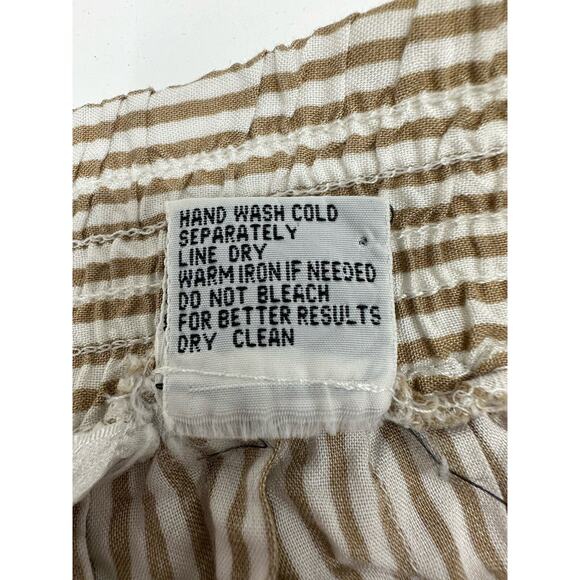 HAND WASH COLD
SEPARATELY
LINE DRY
WARM IRON IF NEEDED
DO NOT BLEACH
FOR BETTER RESULTS
DRY CLEAN